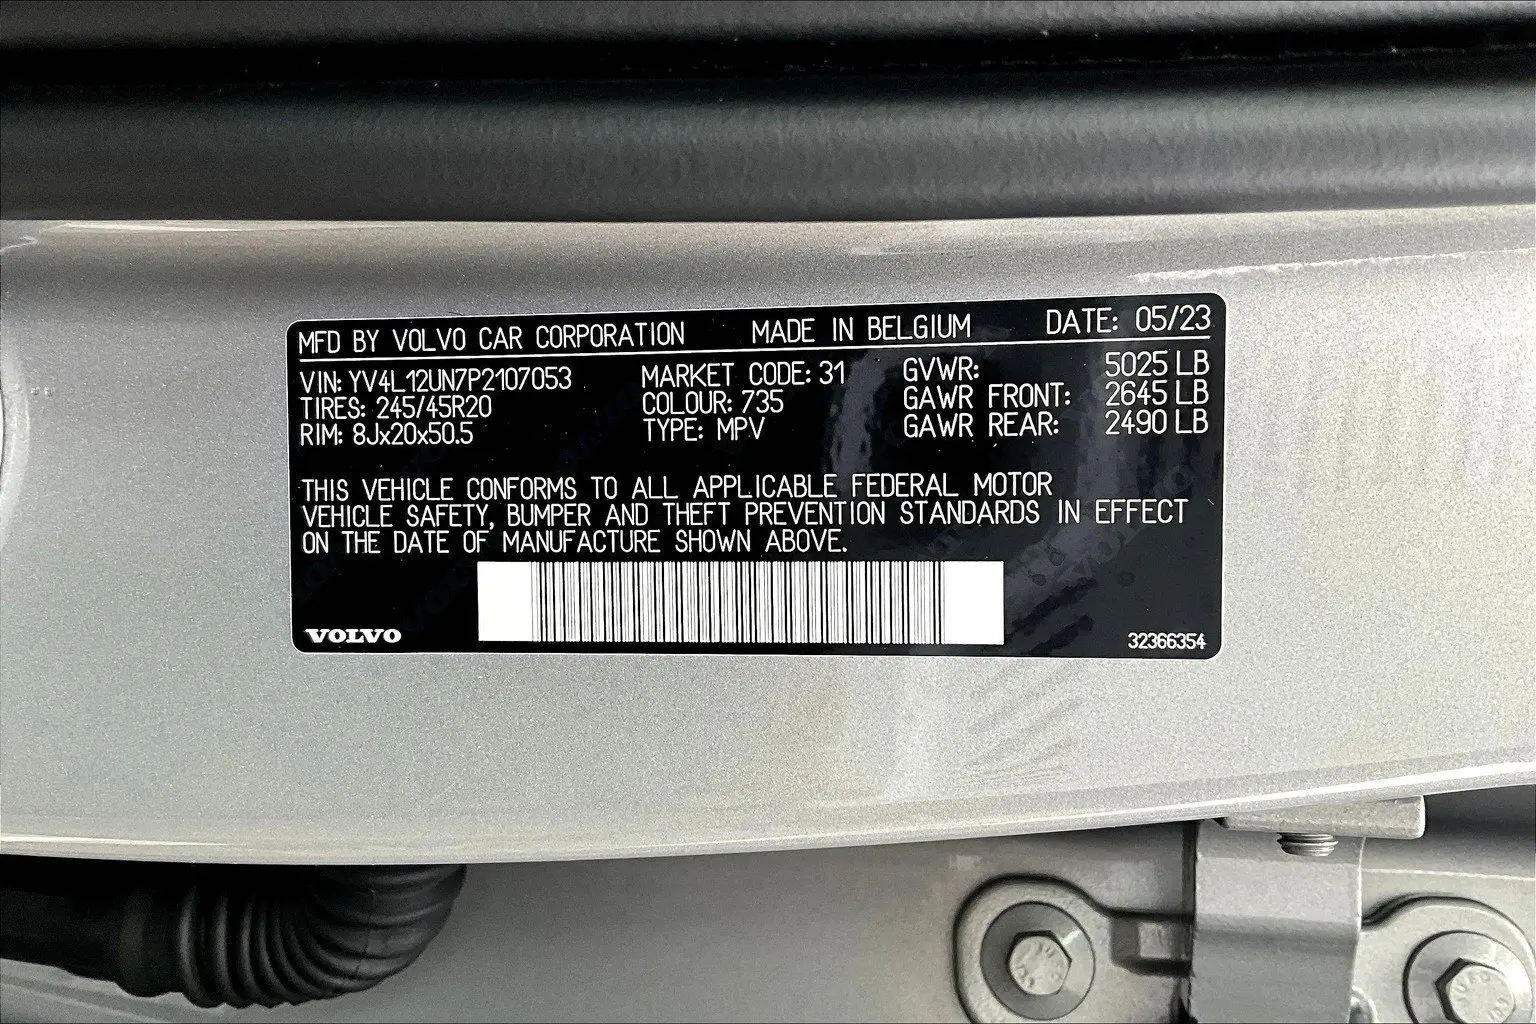 MFD BY VOLVO CAR CORPORATION MADE IN BELGIUM DATE: 05/23
VIN: YV4L12UN7P2107053 MARKET CODE: 31 GVWR: 5025 LB
TIRES: 245/45R20 COLOUR: 735 GAWR FRONT: 2645 LB
RIM: 8Jx20x50.5 TYPE: MPV GAWR REAR: 2490 LB
THIS VEHICLE CONFORMS TO ALL APPLICABLE FEDERAL MOTOR
VEHICLE SAFETY, BUMPER AND THEFT PREVENTION STANDARDS IN EFFECT
ON THE DATE OF MANUFACTURE SHOWN ABOVE.
VOLVO 32366354